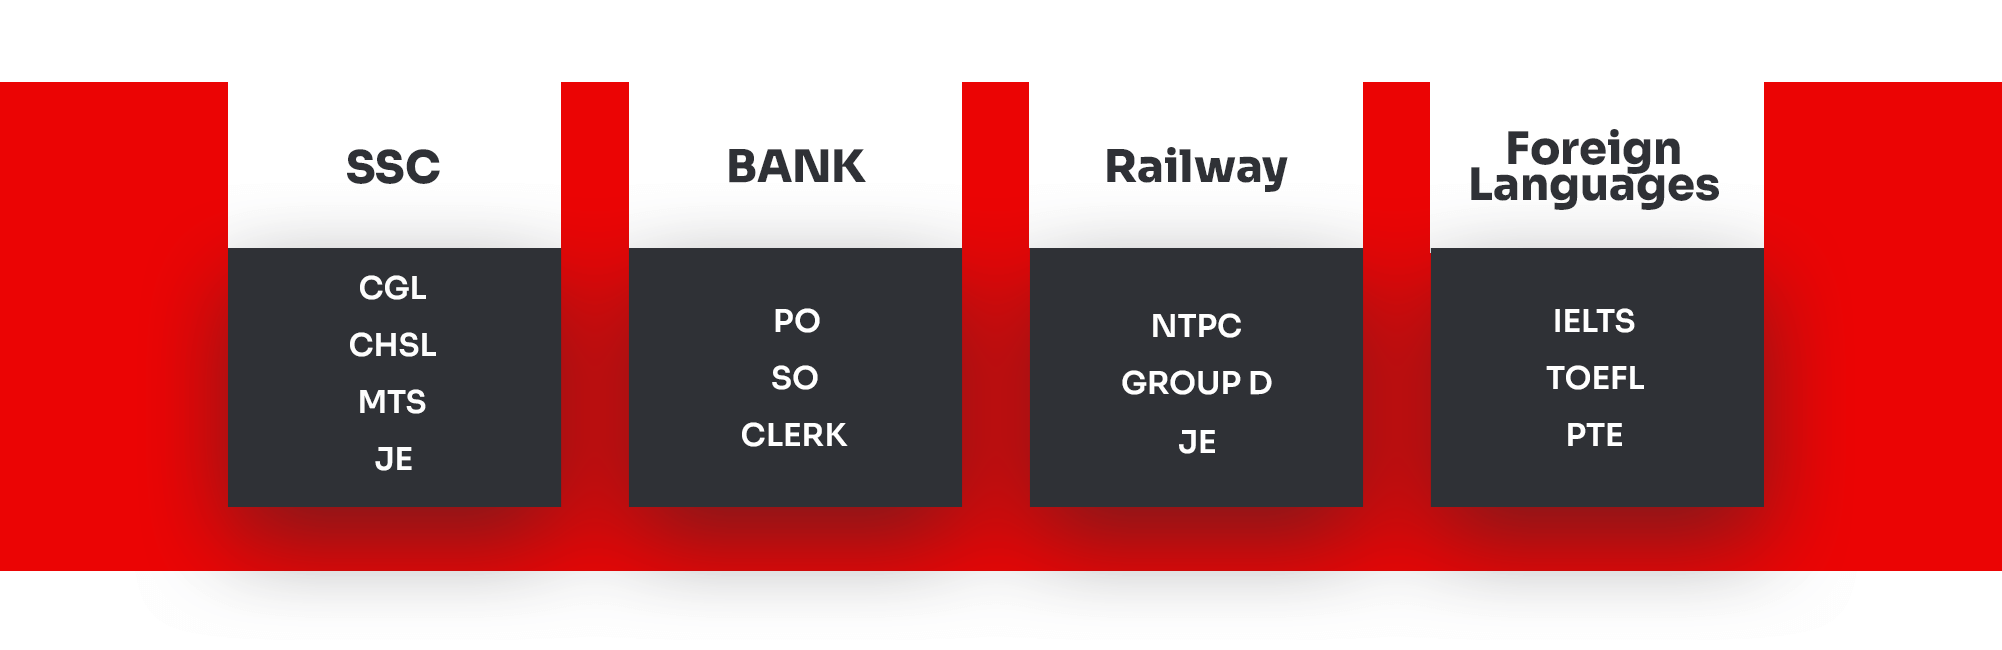 SSC
CGL
CHSL
MTS
JE
BANK
PO
SO
CLERK
Railway
NTPC
GROUP D
JE
Foreign
Languages
IELTS
TOEFL
PTE